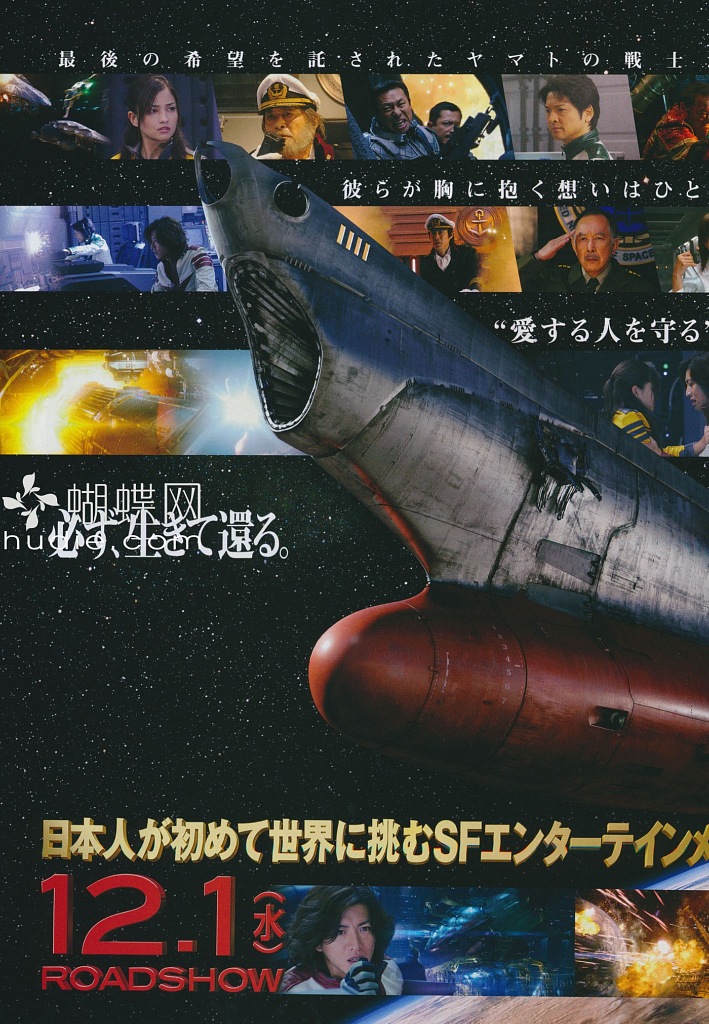 最後の希望を託されたヤマトの戦士
彼らが胸に抱く想いはひと
SPACE
“愛する人を守る”
蝴蝶网
必ず、生きて還る。
日本人が初めて世界に挑むSFエンターテインメ
12.1(水)
ROADSHOW